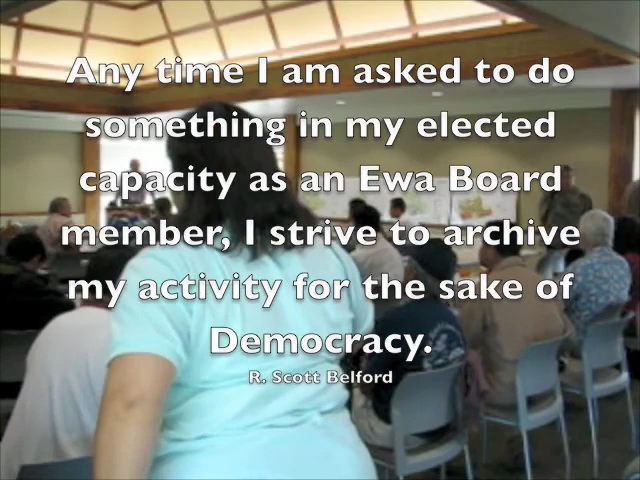 Any time I am asked to do
something in my elected
capacity as an Ewa Board
member, I strive to archive
my activity for the sake of
Democracy.
R. Scott Belford